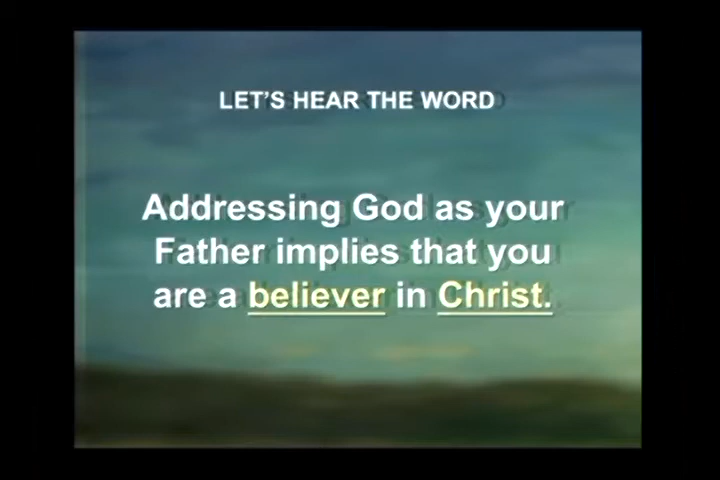 LET'S HEAR THE WORD
Addressing God as your
Father implies that you
are a believer in Christ.